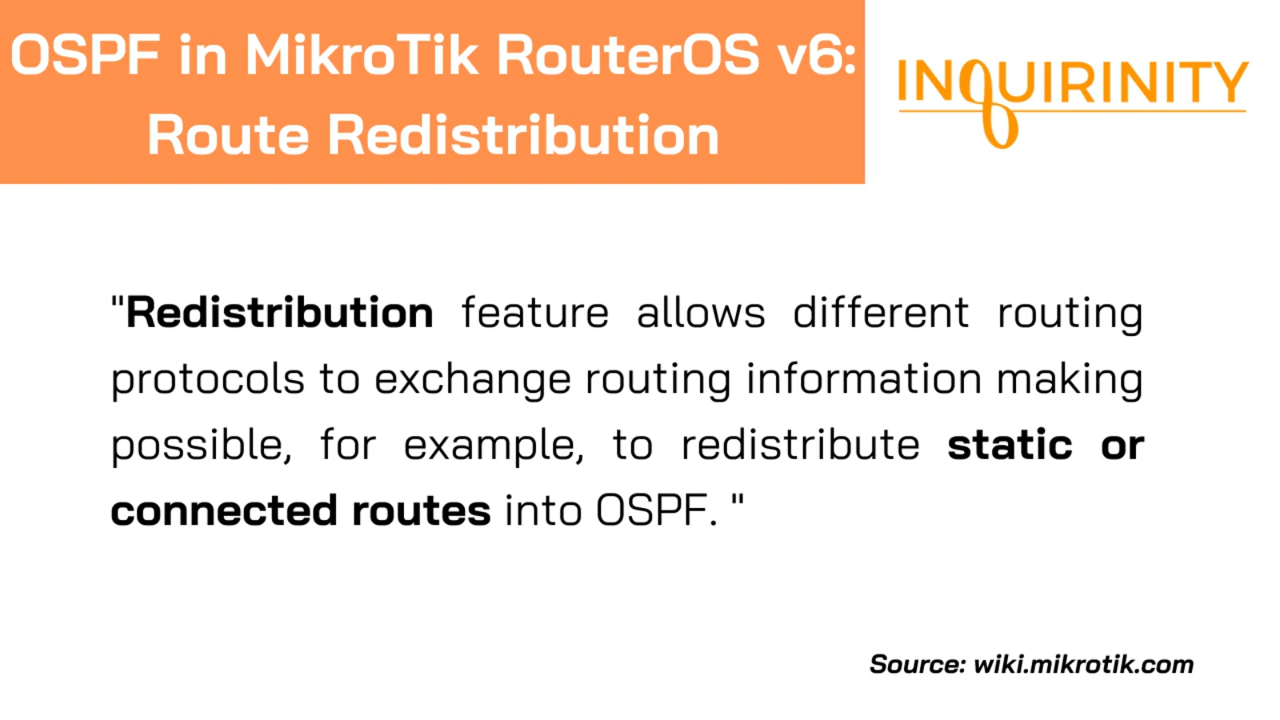 OSPF in MikroTik RouterOS v6:
Route Redistribution
INQUIRINITY
"Redistribution feature allows different routing
protocols to exchange routing information making
possible, for example, to redistribute static or
connected routes into OSPF. "
Source: wiki.mikrotik.com